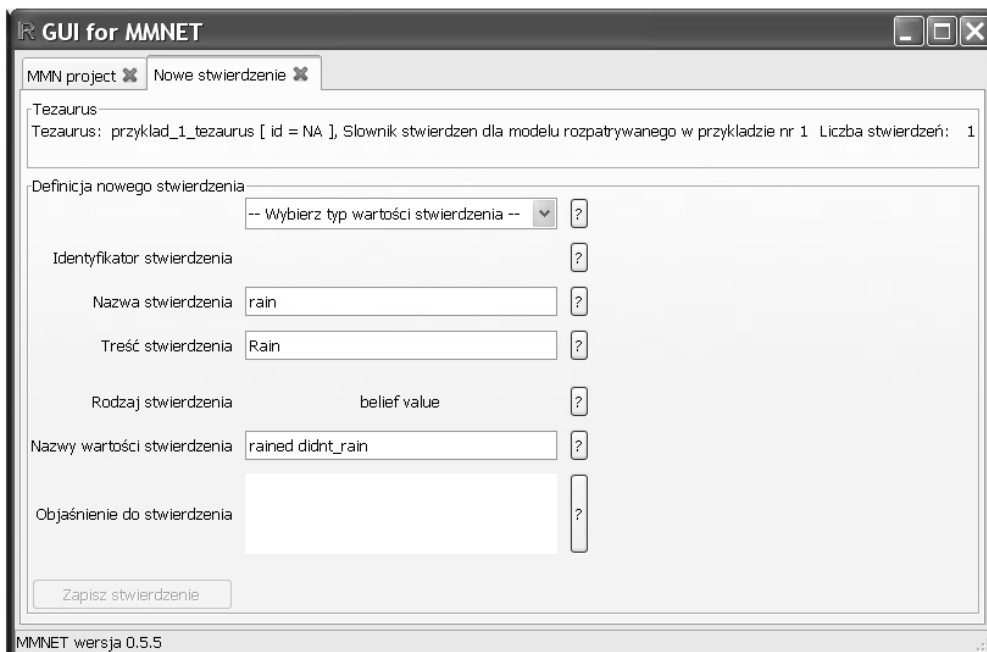 R GUI for MMNET
MMN project Nowe stwierdzenie
Tezaurus
Tezaurus: przyklad_1_tezaurus [ id = NA ], Slownik stwierdzen dla modelu rozpatrywanego w przykladzie nr 1 Liczba stwierdzeń: 1
Definicja nowego stwierdzenia
-- Wybierz typ wartości stwierdzenia -- ?
Identyfikator stwierdzenia ?
Nazwa stwierdzenia rain ?
Treść stwierdzenia Rain ?
Rodzaj stwierdzenia belief value ?
Nazwy wartości stwierdzenia rained didnt_rain ?
Objaśnienie do stwierdzenia ?
Zapisz stwierdzenie
MMNET wersja 0.5.5